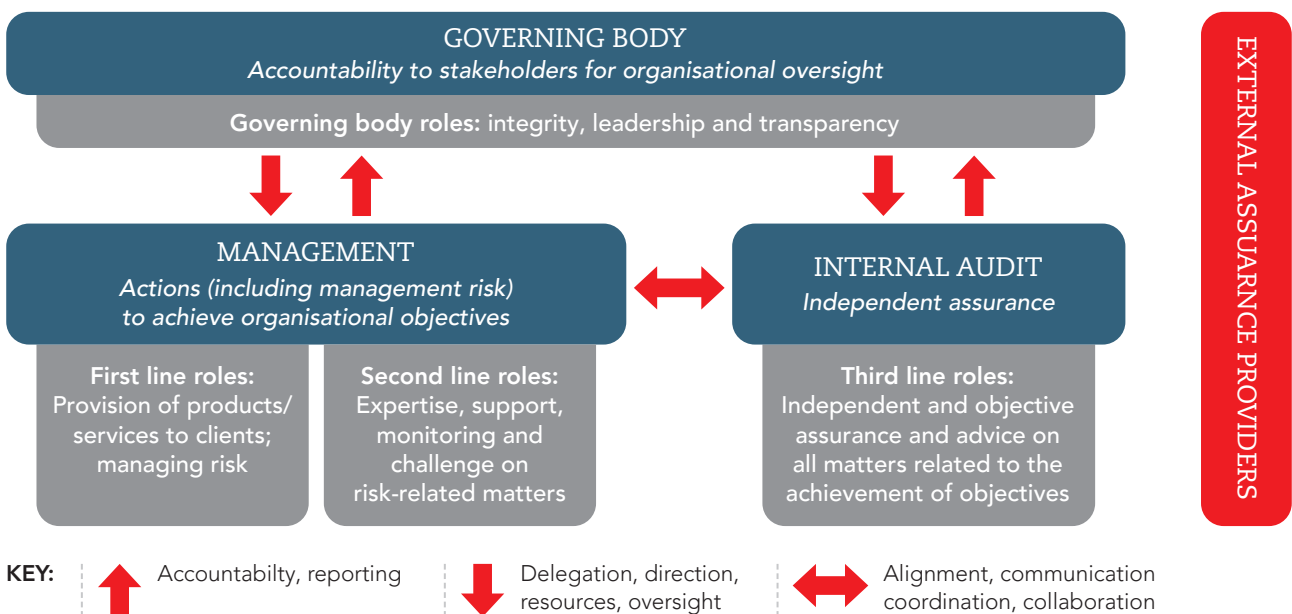 GOVERNING BODY
Accountability to stakeholders for organisational oversight
Governing body roles: integrity, leadership and transparency
MANAGEMENT
Actions (including management risk)
to achieve organisational objectives
First line roles:
Provision of products/
services to clients;
managing risk
Second line roles:
Expertise, support,
monitoring and
challenge on
risk-related matters
INTERNAL AUDIT
Independent assurance
Third line roles:
Independent and objective
assurance and advice on
all matters related to the
achievement of objectives
EXTERNAL ASSUARNCE PROVIDERS
KEY:
Accountabilty, reporting
Delegation, direction,
resources, oversight
Alignment, communication
coordination, collaboration